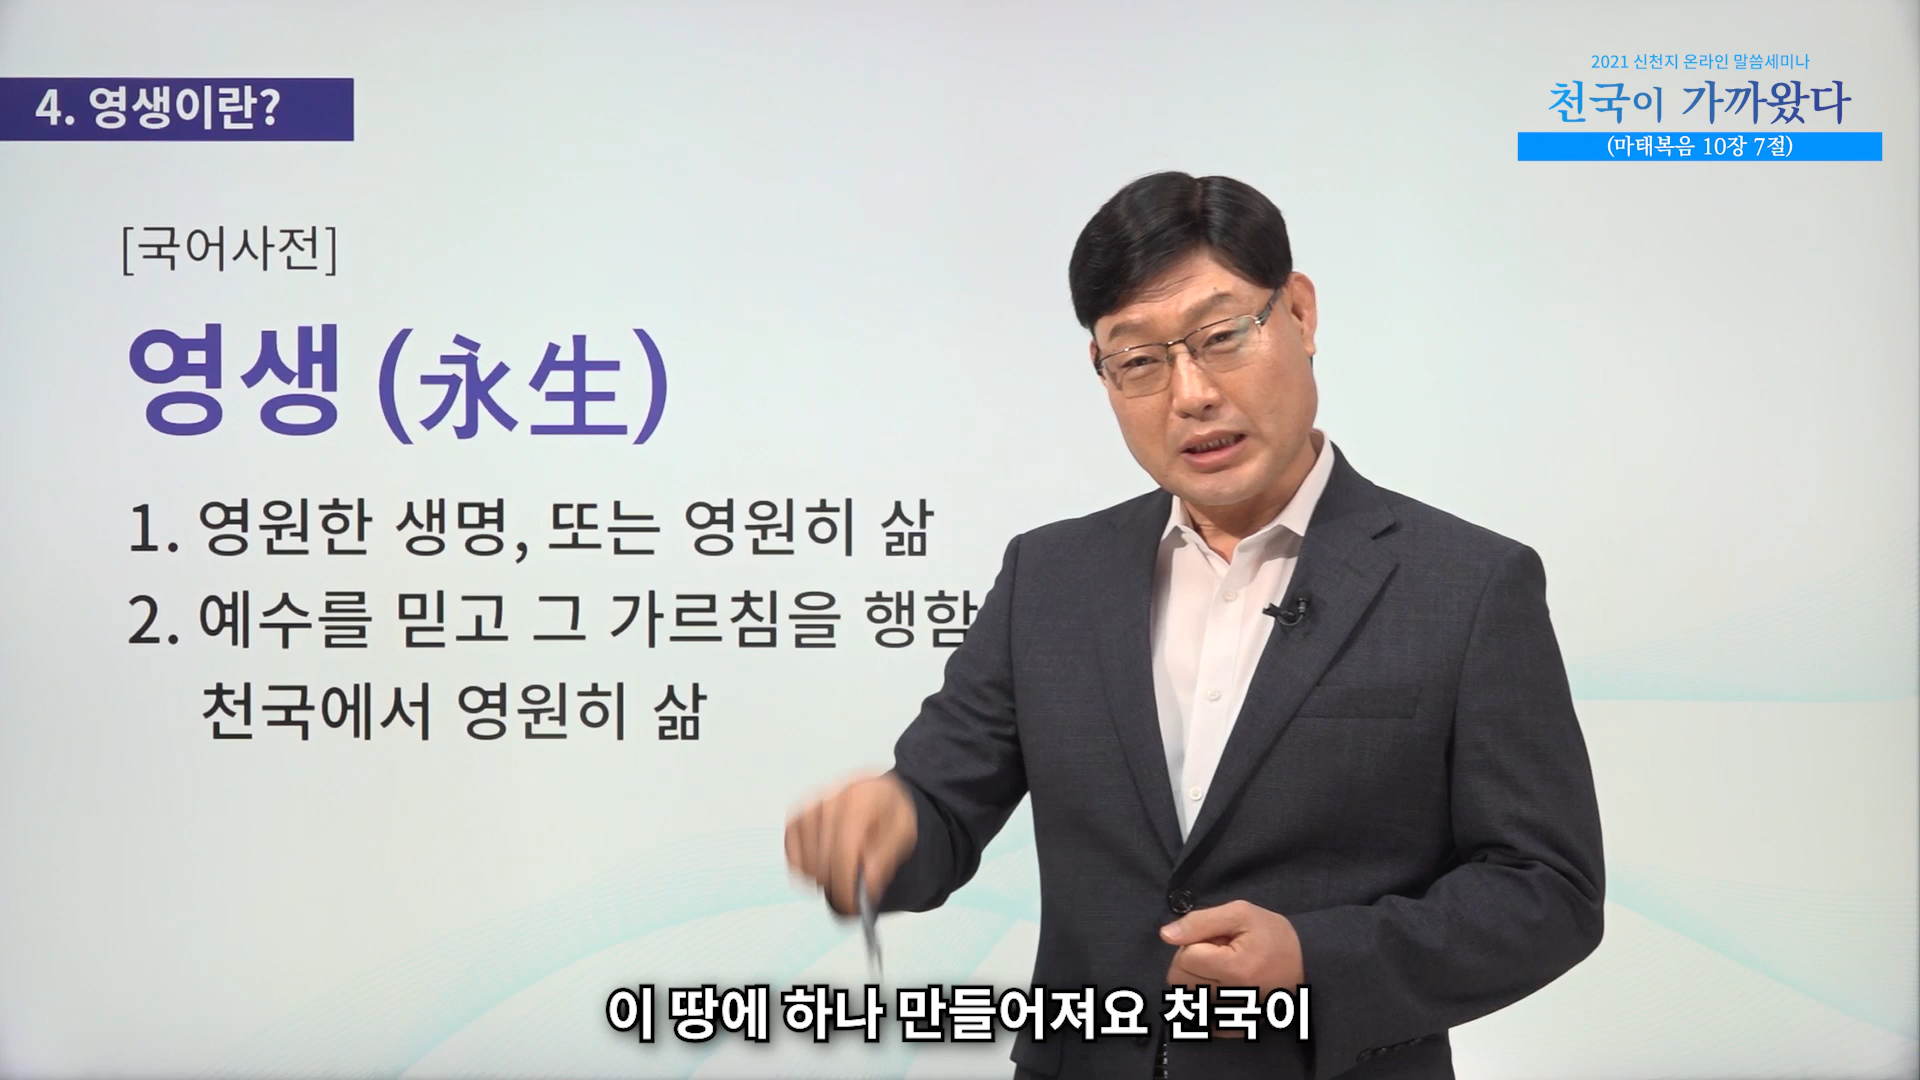 4. 영생이란?
2021 신천지 온라인 말씀세미나
천국이 가까왔다
(마태복음 10장 7절)
[국어사전]
영생 (永生)
1. 영원한 생명, 또는 영원히 삶
2. 예수를 믿고 그 가르침을 행함
천국에서 영원히 삶
이 땅에 하나 만들어져요 천국이